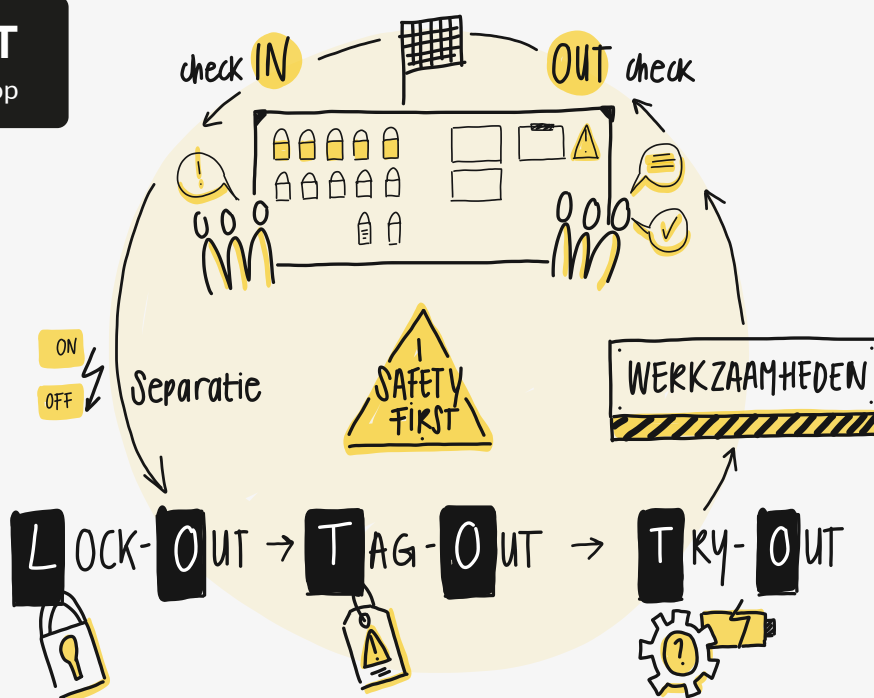 T
op
check IN
OUT check
ON
OFF
Separatie
! SAFETY
FIRST
WERKZAAMHEDEN
LOCK-OUT → TAG-OUT → TRY-OUT